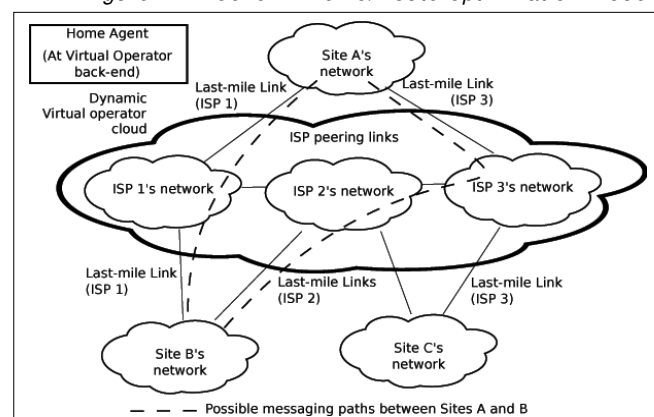 Home Agent
(At Virtual Operator
back-end)
Site A's
network
Last-mile Link
(ISP 1)
Last-mile Link
(ISP 3)
Dynamic
Virtual operator
cloud
ISP peering links
ISP 1's network
ISP 2's network
ISP 3's network
Last-mile Link
(ISP 1)
Last-mile Links
(ISP 2)
Last-mile Link
(ISP 3)
Site B's
network
Site C's
network
Possible messaging paths between Sites A and B